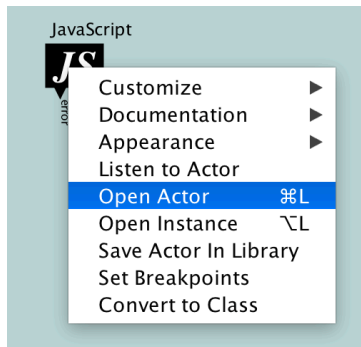 JavaScript
JS
error
Customize ▶
Documentation ▶
Appearance ▶
Listen to Actor
Open Actor ⌘L
Open Instance ⌥L
Save Actor In Library
Set Breakpoints
Convert to Class